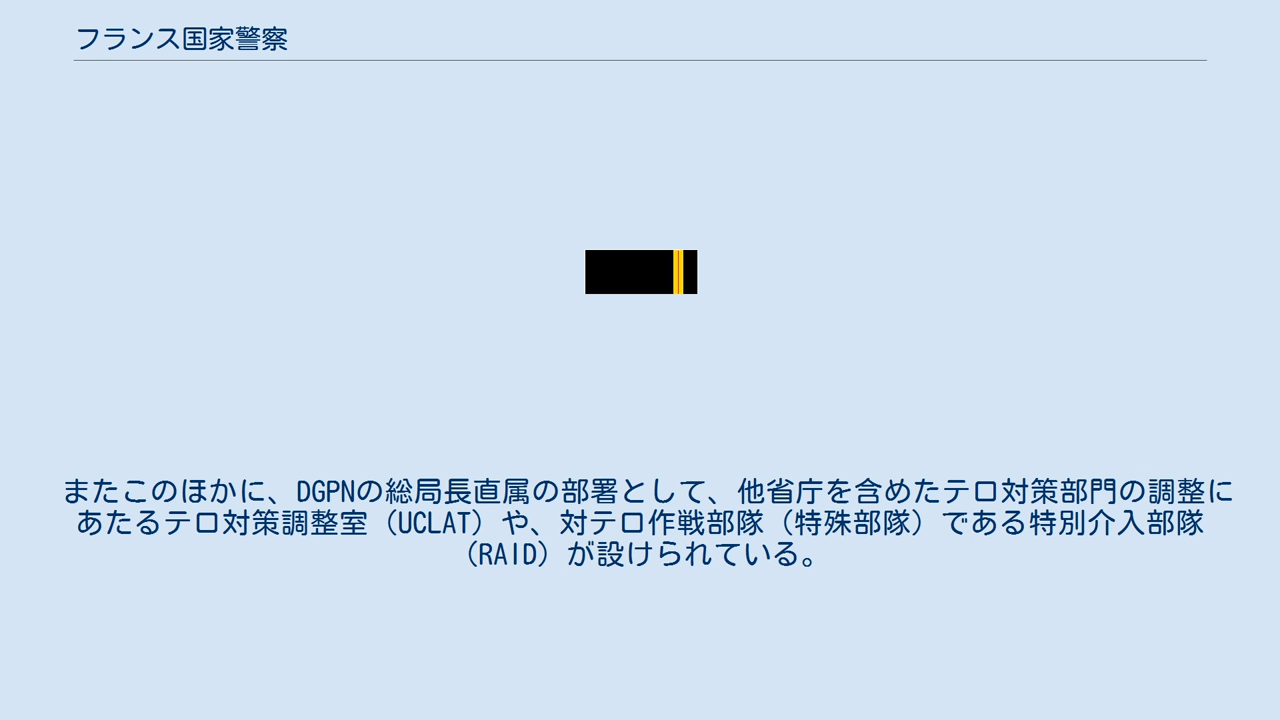 フランス国家警察
またこのほかに、DGPNの総局長直属の部署として、他省庁を含めたテロ対策部門の調整に
あたるテロ対策調整室（UCLAT）や、対テロ作戦部隊（特殊部隊）である特別介入部隊
（RAID）が設けられている。